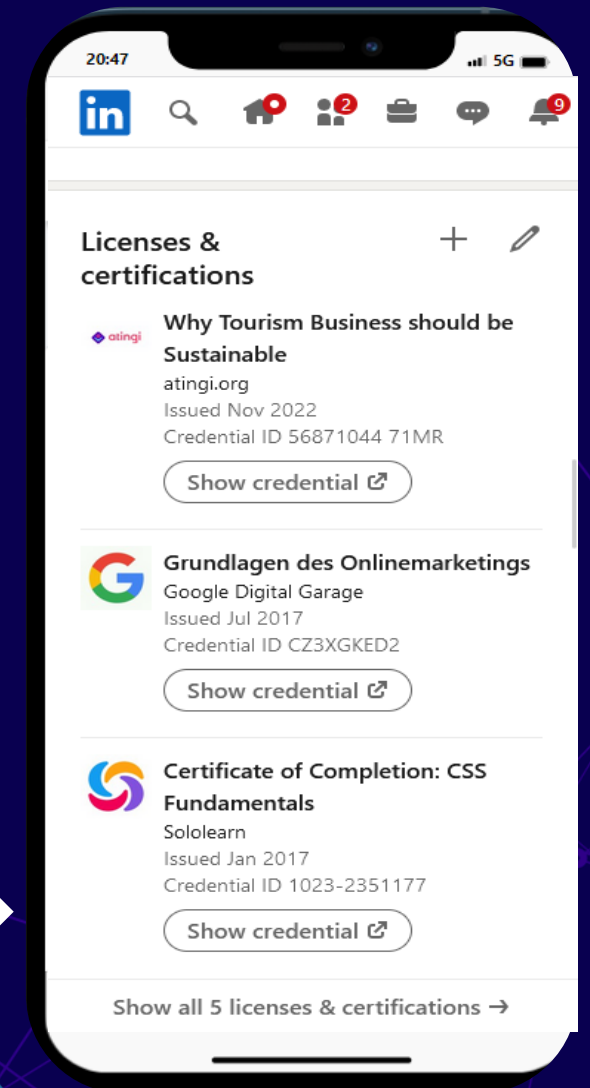 20:47
5G
in
2
9
Licenses &
certifications
atingi
Why Tourism Business should be
Sustainable
atingi.org
Issued Nov 2022
Credential ID 56871044 71MR
Show credential
Grundlagen des Onlinemarketings
Google Digital Garage
Issued Jul 2017
Credential ID CZ3XGKED2
Show credential
Certificate of Completion: CSS
Fundamentals
Sololearn
Issued Jan 2017
Credential ID 1023-2351177
Show credential
Show all 5 licenses & certifications →